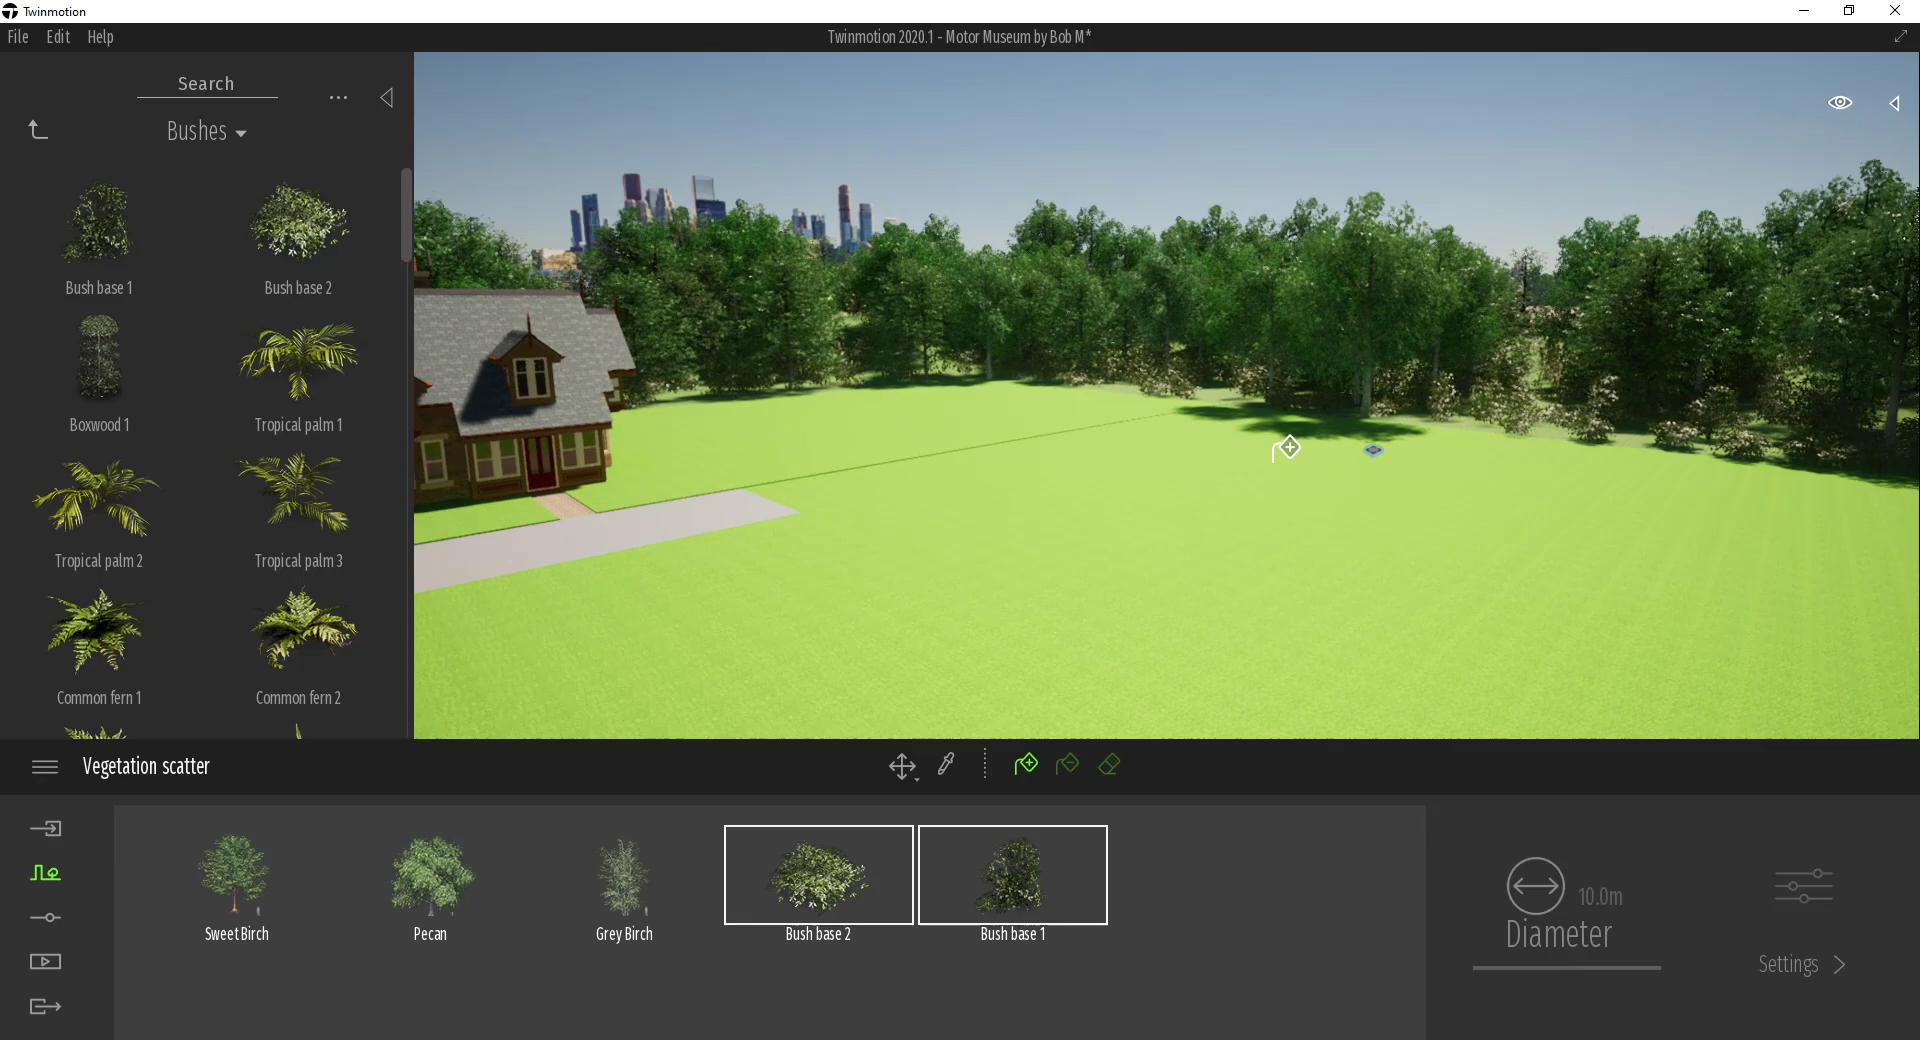 Twinmotion
File Edit Help
Twinmotion 2020.1 - Motor Museum by Bob M*
Search
...
Bushes
Bush base 1
Bush base 2
Boxwood 1
Tropical palm 1
Tropical palm 2
Tropical palm 3
Common fern 1
Common fern 2
Vegetation scatter
Sweet Birch
Pecan
Grey Birch
Bush base 2
Bush base 1
10.0m
Diameter
Settings